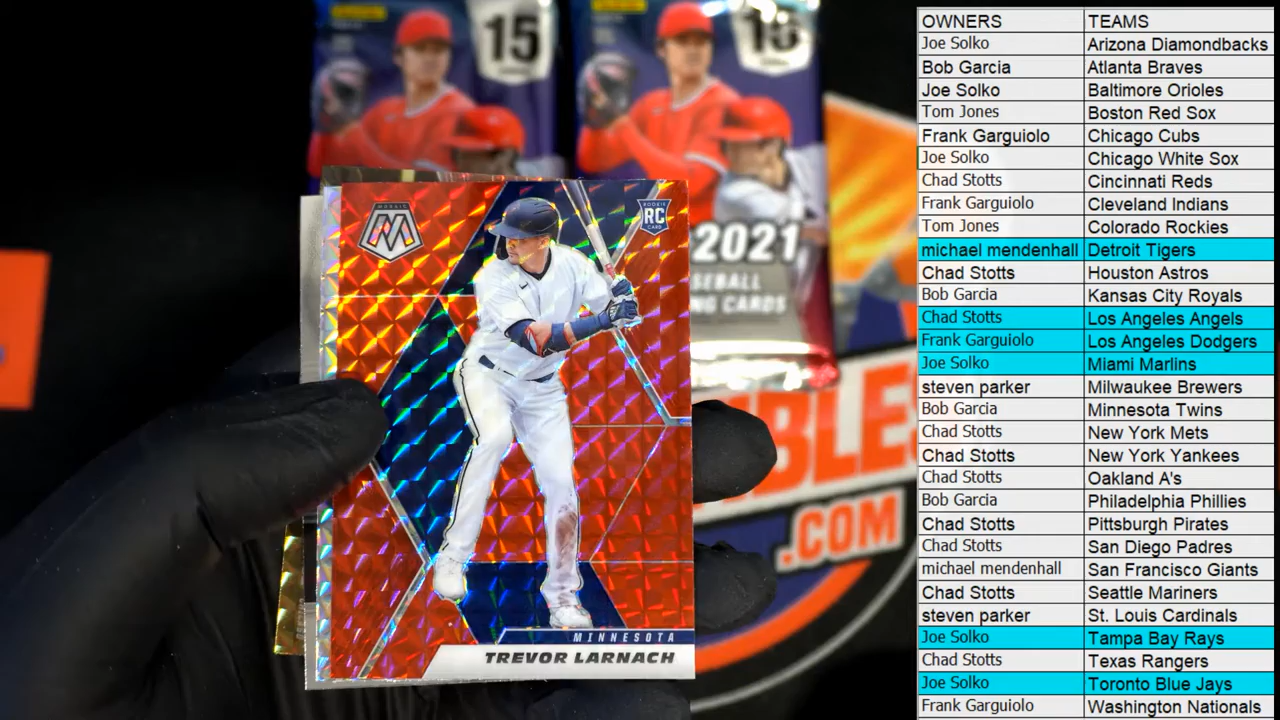 15
15
2021
BASEBALL
CARDS
MOSAIC
ROOKIE
RC
CARD
MINNESOTA
TREVOR LARNACH
.COM
OWNERS TEAMS
Joe Solko Arizona Diamondbacks
Bob Garcia Atlanta Braves
Joe Solko Baltimore Orioles
Tom Jones Boston Red Sox
Frank Garguiolo Chicago Cubs
Joe Solko Chicago White Sox
Chad Stotts Cincinnati Reds
Frank Garguiolo Cleveland Indians
Tom Jones Colorado Rockies
michael mendenhall Detroit Tigers
Chad Stotts Houston Astros
Bob Garcia Kansas City Royals
Chad Stotts Los Angeles Angels
Frank Garguiolo Los Angeles Dodgers
Joe Solko Miami Marlins
steven parker Milwaukee Brewers
Bob Garcia Minnesota Twins
Chad Stotts New York Mets
Chad Stotts New York Yankees
Chad Stotts Oakland A's
Bob Garcia Philadelphia Phillies
Chad Stotts Pittsburgh Pirates
Chad Stotts San Diego Padres
michael mendenhall San Francisco Giants
Chad Stotts Seattle Mariners
steven parker St. Louis Cardinals
Joe Solko Tampa Bay Rays
Chad Stotts Texas Rangers
Joe Solko Toronto Blue Jays
Frank Garguiolo Washington Nationals